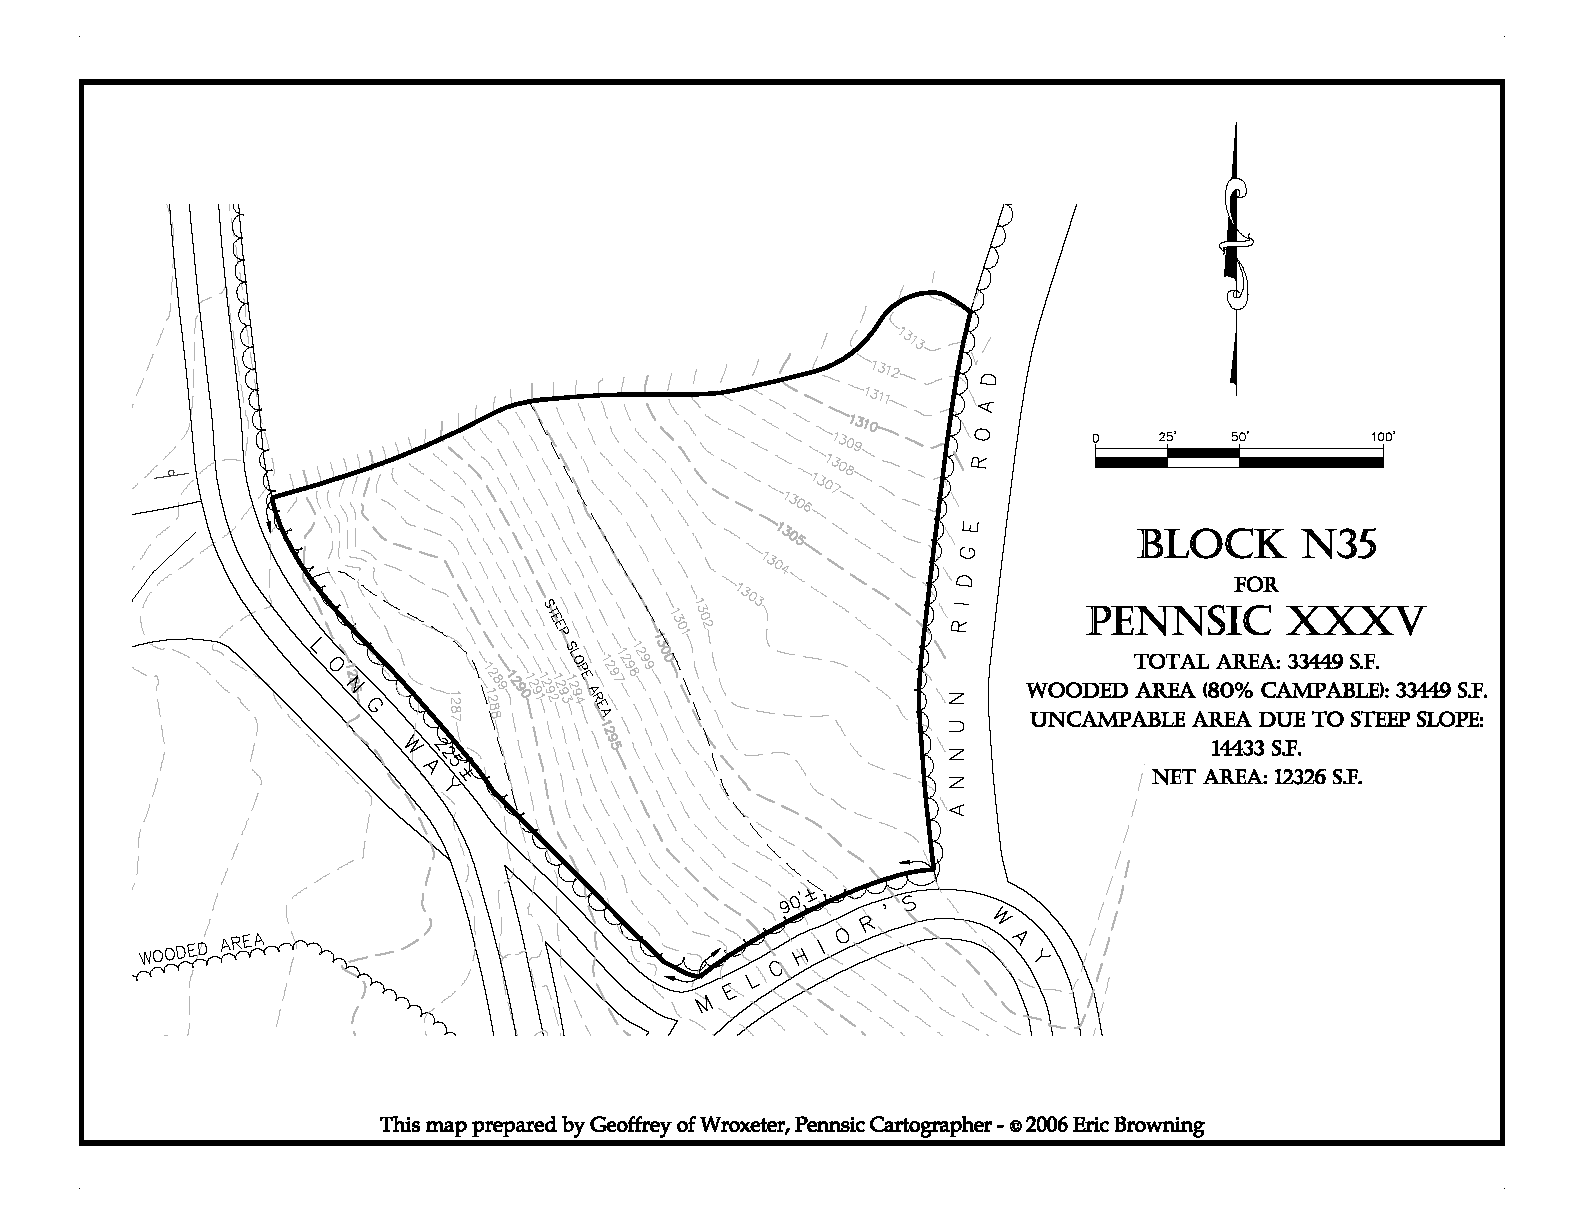 1313
1312
1311
1310
1309
1308
1307
1306
1305
1304
1303
1302
1301
1300
1299
1298
1297
1295
1294
1293
1292
1291
1290
1289
1288
1287
STEEP SLOPE AREA
LONG WAY
225'±
90'±
MELCHIOR'S WAY
ANNUN RIDGE ROAD
WOODED AREA
0 25' 50' 100'
BLOCK N35
FOR
PENNSIC XXXV
TOTAL AREA: 33449 S.F.
WOODED AREA (80% CAMPABLE): 33449 S.F.
UNCAMPABLE AREA DUE TO STEEP SLOPE:
14433 S.F.
NET AREA: 12326 S.F.
This map prepared by Geoffrey of Wroxeter, Pennsic Cartographer - © 2006 Eric Browning